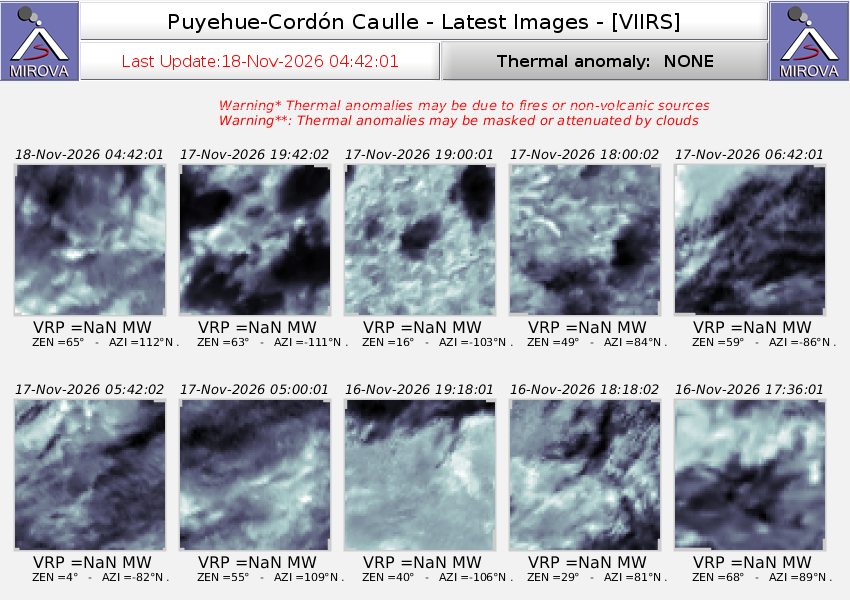 Puyehue-Cordón Caulle - Latest Images - [VIIRS]
MIROVA
Last Update:18-Nov-2026 04:42:01
Thermal anomaly: NONE
MIROVA
Warning* Thermal anomalies may be due to fires or non-volcanic sources
Warning**: Thermal anomalies may be masked or attenuated by clouds
18-Nov-2026 04:42:01 17-Nov-2026 19:42:02 17-Nov-2026 19:00:01 17-Nov-2026 18:00:02 17-Nov-2026 06:42:01
VRP =NaN MW VRP =NaN MW VRP =NaN MW VRP =NaN MW VRP =NaN MW
ZEN =65° - AZI =112°N . ZEN =63° - AZI =-111°N . ZEN =16° - AZI =-103°N . ZEN =49° - AZI =84°N . ZEN =59° - AZI =-86°N .
17-Nov-2026 05:42:02 17-Nov-2026 05:00:01 16-Nov-2026 19:18:01 16-Nov-2026 18:18:02 16-Nov-2026 17:36:01
VRP =NaN MW VRP =NaN MW VRP =NaN MW VRP =NaN MW VRP =NaN MW
ZEN =4° - AZI =-82°N . ZEN =55° - AZI =109°N . ZEN =40° - AZI =-106°N . ZEN =29° - AZI =81°N . ZEN =68° - AZI =89°N .